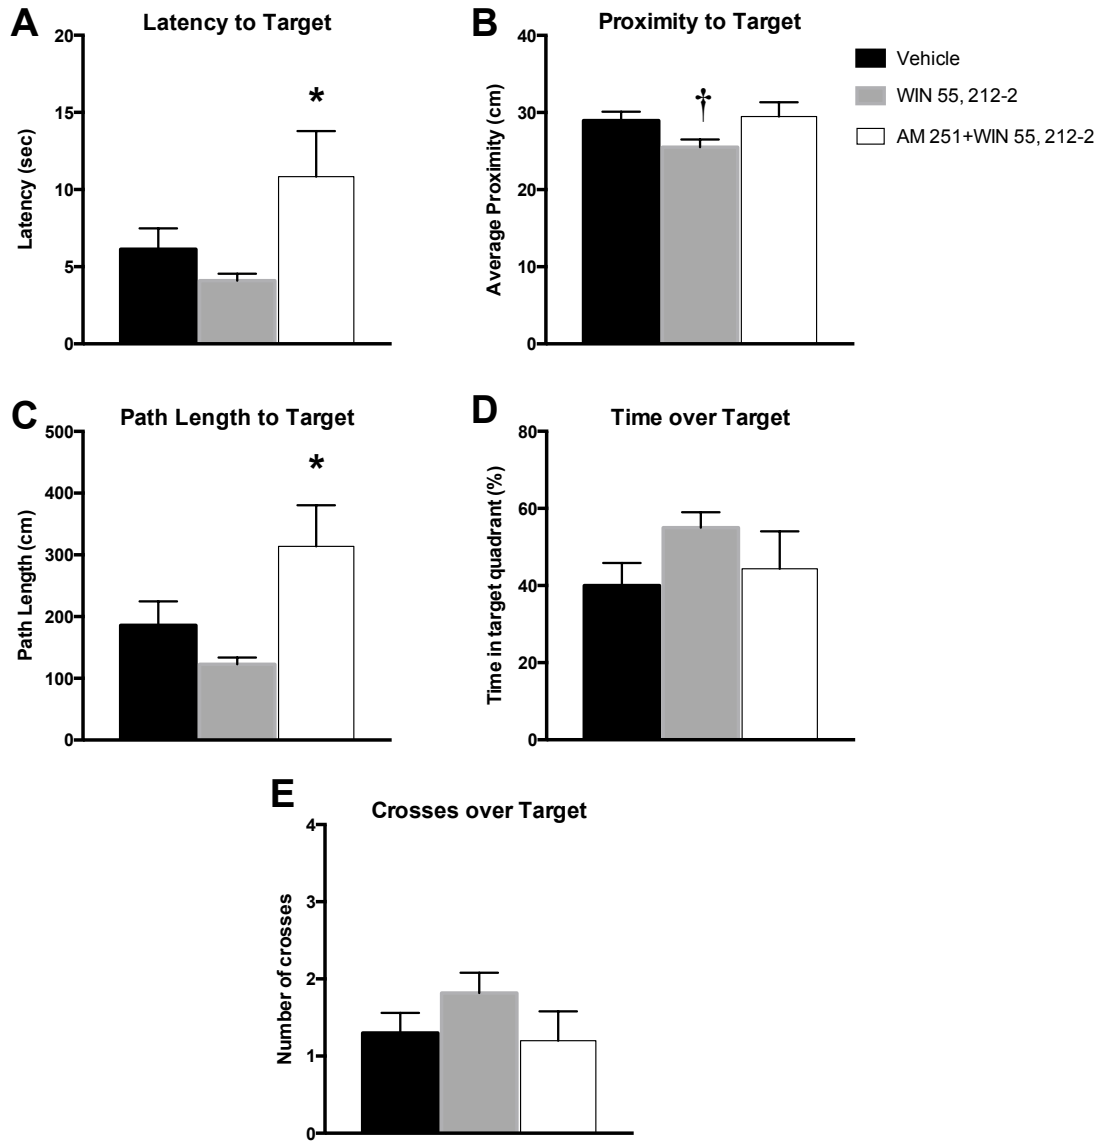 A
Latency to Target
Latency (sec)
20
15
10
5
0
*
B
Proximity to Target
Average Proximity (cm)
40
30
20
10
0
†
Vehicle
WIN 55, 212-2
AM 251+WIN 55, 212-2
C
Path Length to Target
Path Length (cm)
500
400
300
200
100
0
*
D
Time over Target
Time in target quadrant (%)
80
60
40
20
0
E
Crosses over Target
Number of crosses
4
3
2
1
0